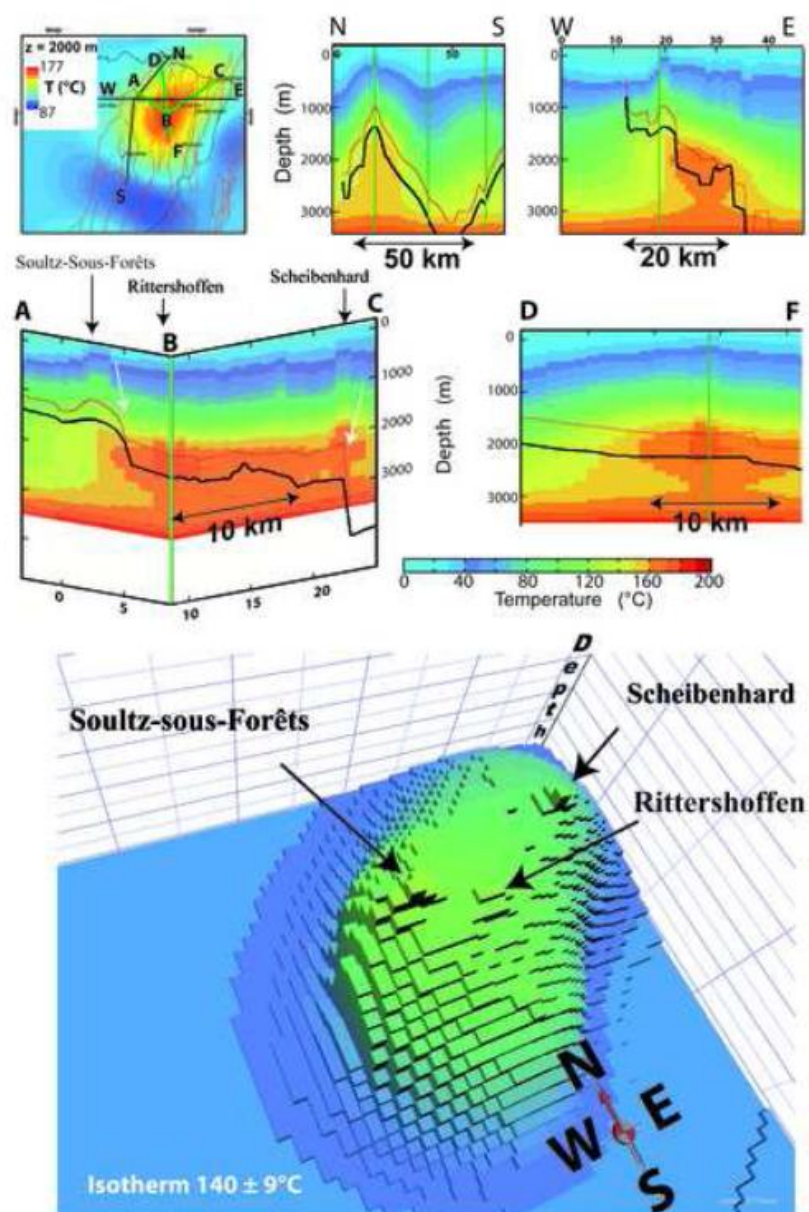 z = 2000 m
177
T (°C)
87
A
D
N
C
W
E
B
F
S
N
S
0
50
Depth (m)
0
1000
2000
3000
50 km
W
E
0
10
20
30
40
0
1000
2000
3000
20 km
Soultz-Sous-Forêts
Rittershoffen
Scheibenhard
A
B
C
0
1000
2000
3000
10 km
0
5
10
15
20
Depth (m)
D
F
0
1000
2000
3000
10 km
0
40
80
120
160
200
Temperature (°C)
Depth
Soultz-sous-Forêts
Scheibenhard
Rittershoffen
N
E
W
S
Isotherm 140 ± 9°C